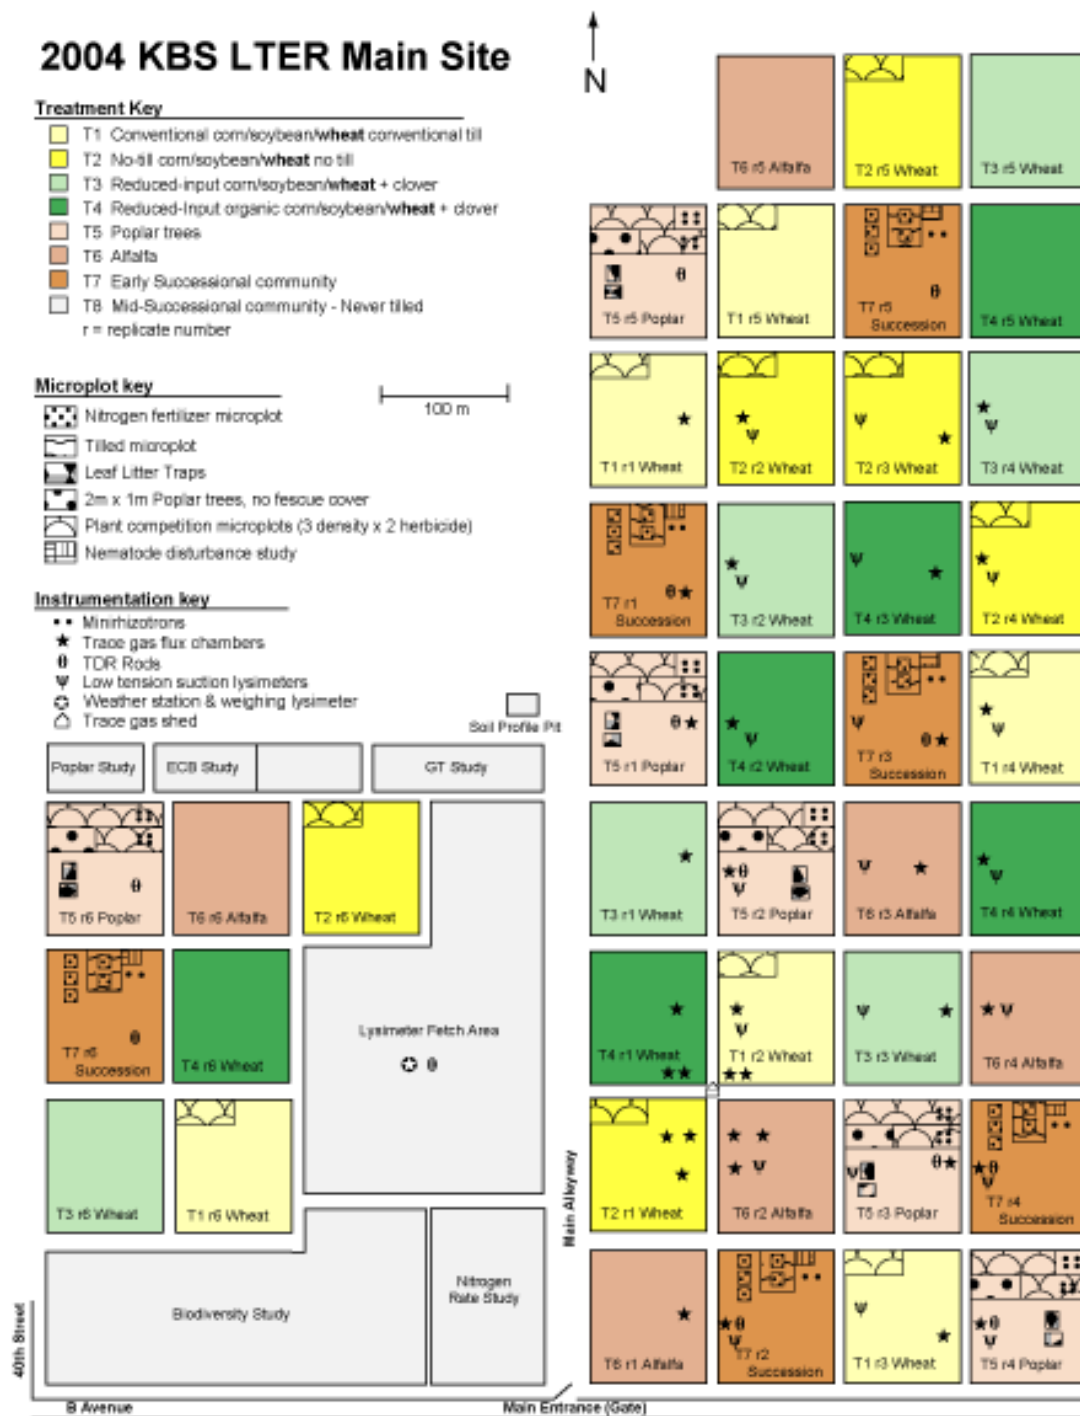 2004 KBS LTER Main Site
N
Treatment Key
T1 Conventional corn/soybean/wheat conventional till
T2 No-till corn/soybean/wheat no till
T3 Reduced-input corn/soybean/wheat + clover
T4 Reduced-Input organic corn/soybean/wheat + clover
T5 Poplar trees
T6 Alfalfa
T7 Early Successional community
T8 Mid-Successional community - Never tilled
r = replicate number
Microplot key
100 m
Nitrogen fertilizer microplot
Tilled microplot
Leaf Litter Traps
2m x 1m Poplar trees, no fescue cover
Plant competition microplots (3 density x 2 herbicide)
Nematode disturbance study
Instrumentation key
Minirhizotrons
Trace gas flux chambers
TDR Rods
Low tension suction lysimeters
Weather station & weighing lysimeter
Trace gas shed
Soil Profile Pit
Poplar Study
ECB Study
GT Study
T5 r6 Poplar
T6 r6 Alfalfa
T2 r6 Wheat
T7 r6
Succession
T4 r6 Wheat
Lysimeter Fetch Area
T3 r6 Wheat
T1 r6 Wheat
Biodiversity Study
Nitrogen
Rate Study
40th Street
B Avenue
Main Entrance (Gate)
Main Alleyway
T6 r5 Alfalfa
T2 r5 Wheat
T3 r5 Wheat
T5 r5 Poplar
T1 r5 Wheat
T7 r5
Succession
T4 r5 Wheat
T1 r1 Wheat
T2 r2 Wheat
T2 r3 Wheat
T3 r4 Wheat
T7 r1
Succession
T3 r2 Wheat
T4 r3 Wheat
T2 r4 Wheat
T5 r1 Poplar
T4 r2 Wheat
T7 r3
Succession
T1 r4 Wheat
T3 r1 Wheat
T5 r2 Poplar
T6 r3 Alfalfa
T4 r4 Wheat
T4 r1 Wheat
T1 r2 Wheat
T3 r3 Wheat
T6 r4 Alfalfa
T2 r1 Wheat
T6 r2 Alfalfa
T5 r3 Poplar
T7 r4
Succession
T6 r1 Alfalfa
T7 r2
Succession
T1 r3 Wheat
T5 r4 Poplar